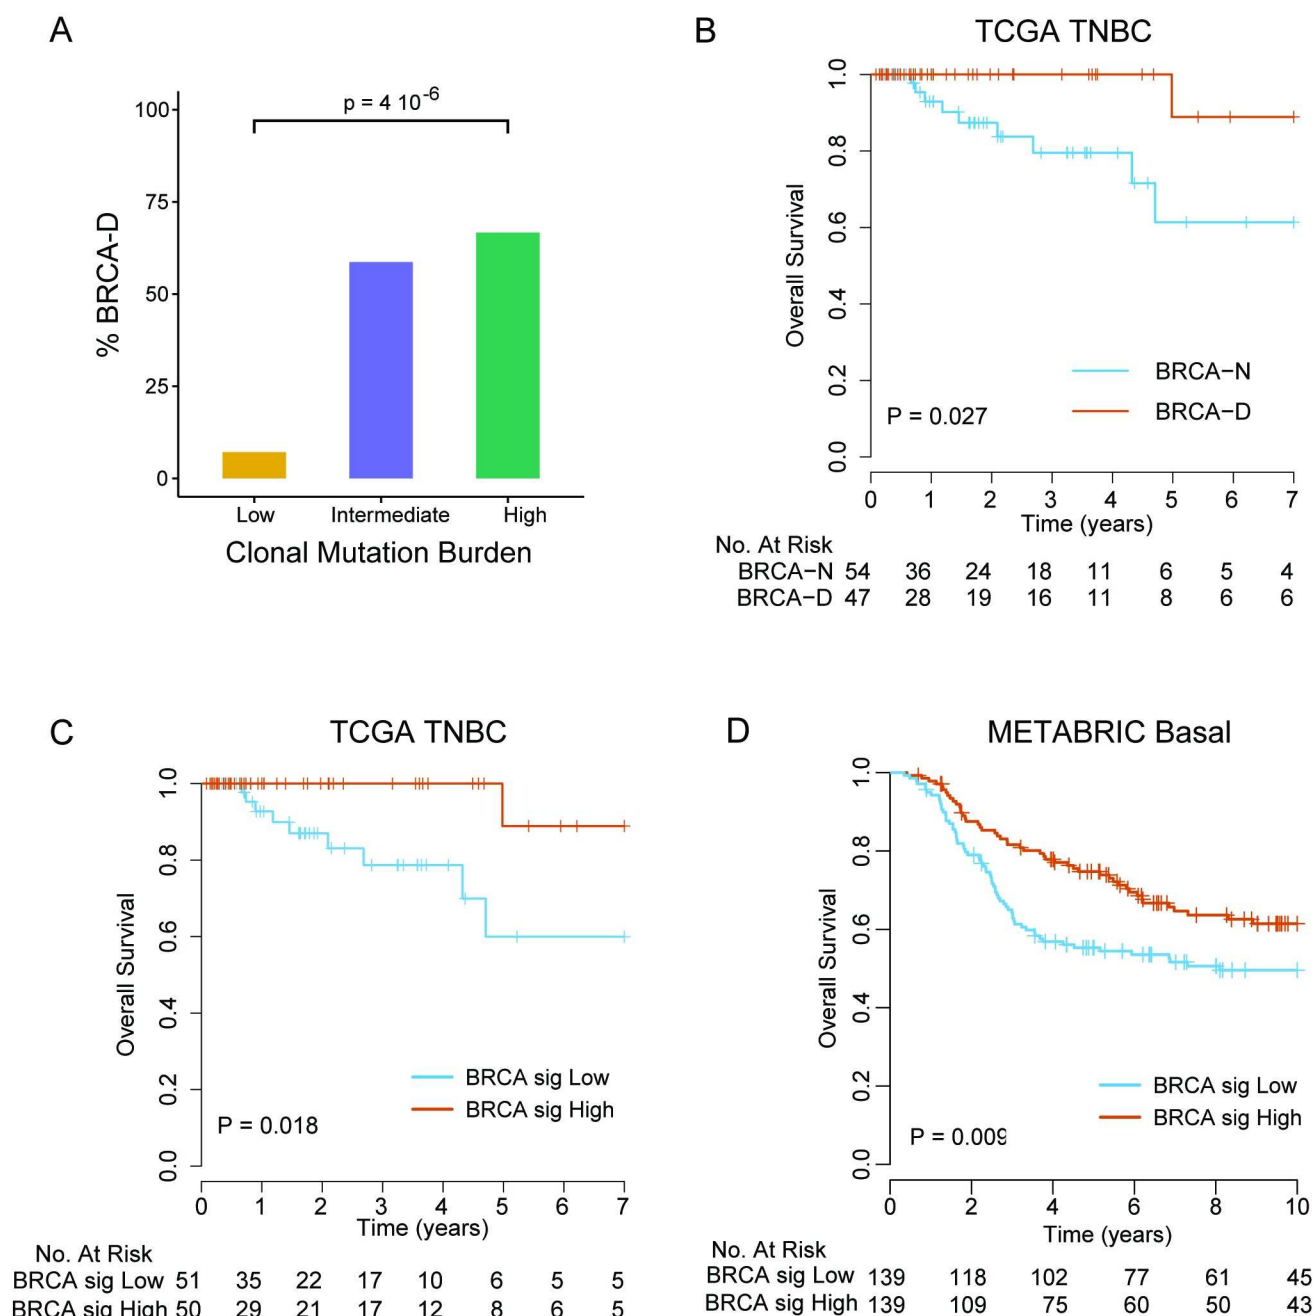 A
p = 4 10-6
100
75
50
25
0
% BRCA-D
Low Intermediate High
Clonal Mutation Burden
B
TCGA TNBC
1.0
0.8
0.6
0.4
0.2
0.0
Overall Survival
BRCA−N
BRCA−D
P = 0.027
0 1 2 3 4 5 6 7
Time (years)
No. At Risk
BRCA−N 54 36 24 18 11 6 5 4
BRCA−D 47 28 19 16 11 8 6 6
C
TCGA TNBC
1.0
0.8
0.6
0.4
0.2
0.0
Overall Survival
BRCA sig Low
BRCA sig High
P = 0.018
0 1 2 3 4 5 6 7
Time (years)
No. At Risk
BRCA sig Low 51 35 22 17 10 6 5 5
BRCA sig High 50 29 21 17 12 8 6 5
D
METABRIC Basal
1.0
0.8
0.6
0.4
0.2
0.0
Overall Survival
BRCA sig Low
BRCA sig High
P = 0.009
0 2 4 6 8 10
Time (years)
No. At Risk
BRCA sig Low 139 118 102 77 61 45
BRCA sig High 139 109 75 60 50 43